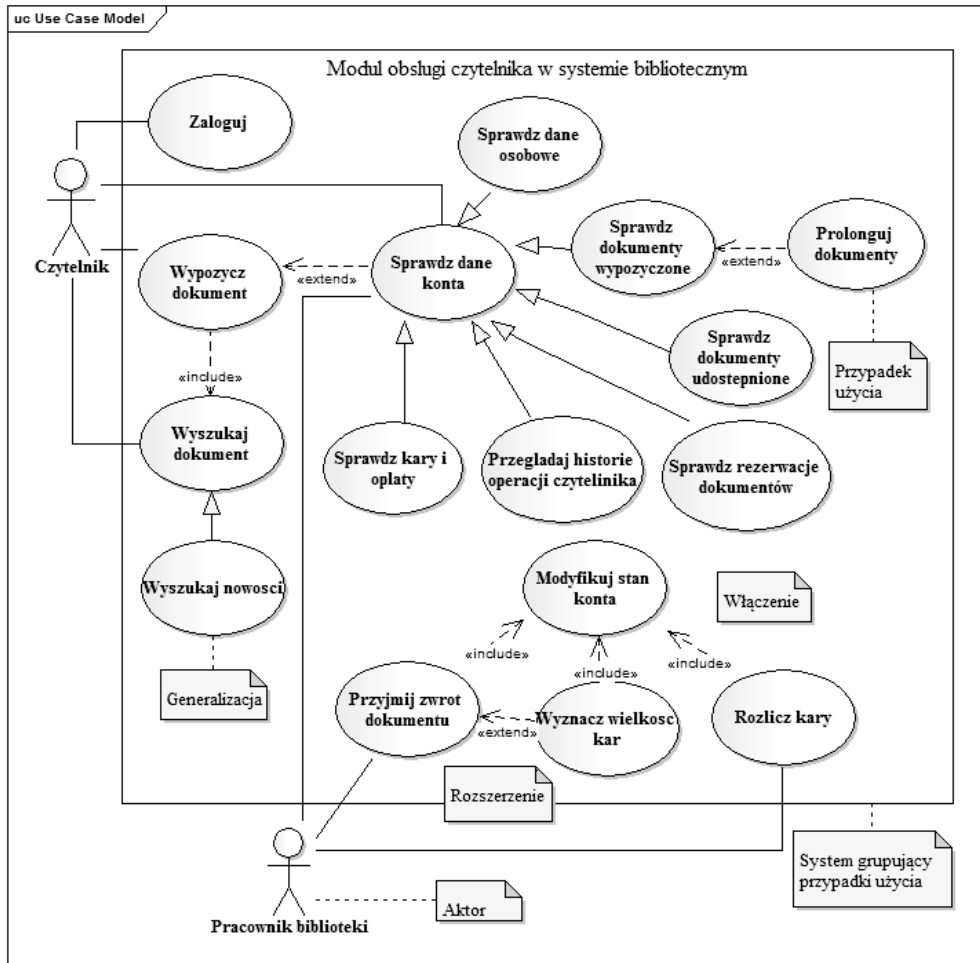 uc Use Case Model
Modul obsługi czytelnika w systemie bibliotecznym
Zaloguj
Sprawdz dane
osobowe
Czytelnik
Wypozycz
dokument
«extend»
Sprawdz dane
konta
Sprawdz
dokumenty
wypozyczone
«extend»
Prolonguj
dokumenty
Sprawdz
dokumenty
udostepnione
Przypadek
użycia
«include»
Wyszukaj
dokument
Sprawdz kary i
oplaty
Przegladaj historie
operacji czytelinika
Sprawdz rezerwacje
dokumentów
Wyszukaj nowosci
Modyfikuj stan
konta
Włączenie
«include»
«include»
«include»
Generalizacja
Przyjmij zwrot
dokumentu
«extend»
Wyznacz wielkosc
kar
Rozlicz kary
Rozszerzenie
System grupujący
przypadki użycia
Aktor
Pracownik biblioteki